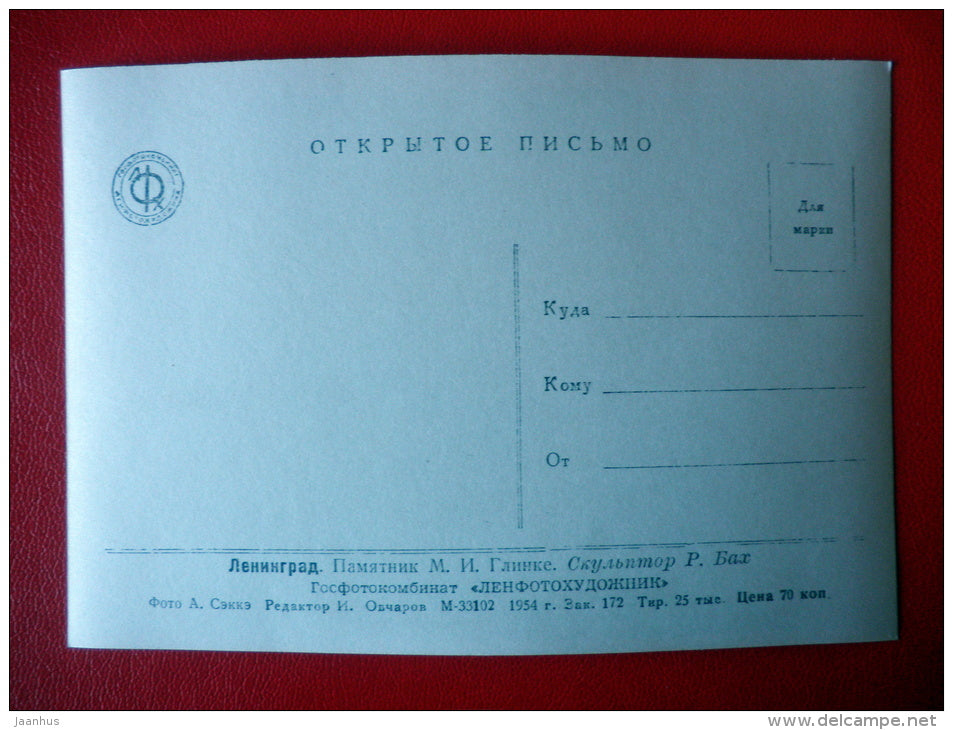 ОТКРЫТОЕ ПИСЬМО
Для
марки
Куда
Кому
От
Ленинград. Памятник М. И. Глинке. Скульптор Р. Бах
Госфотокомбинат «ЛЕНФОТОХУДОЖНИК»
Фото А. Сэккэ Редактор И. Овчаров М-33102 1954 г. Зак. 172 Тир. 25 тыс. Цена 70 коп.
Jaanhus
www.delcampe.net